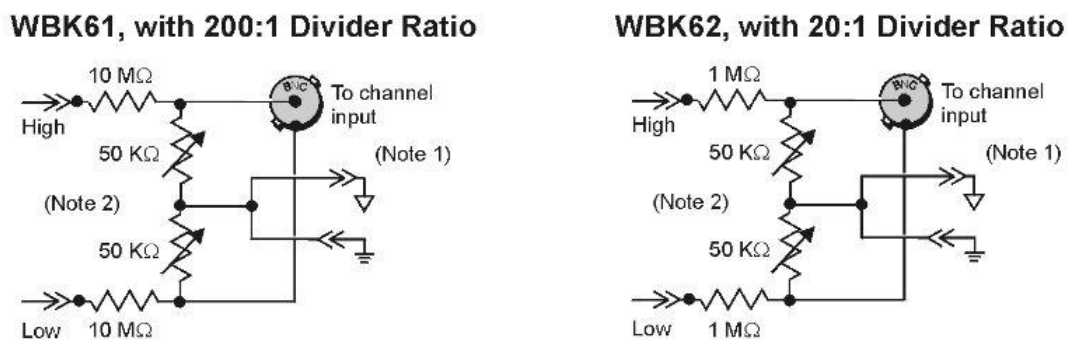 WBK61, with 200:1 Divider Ratio
10 MΩ
BNC
To channel
input
High
50 KΩ
(Note 1)
(Note 2)
50 KΩ
Low
10 MΩ
WBK62, with 20:1 Divider Ratio
1 MΩ
BNC
To channel
input
High
50 KΩ
(Note 1)
(Note 2)
50 KΩ
Low
1 MΩ